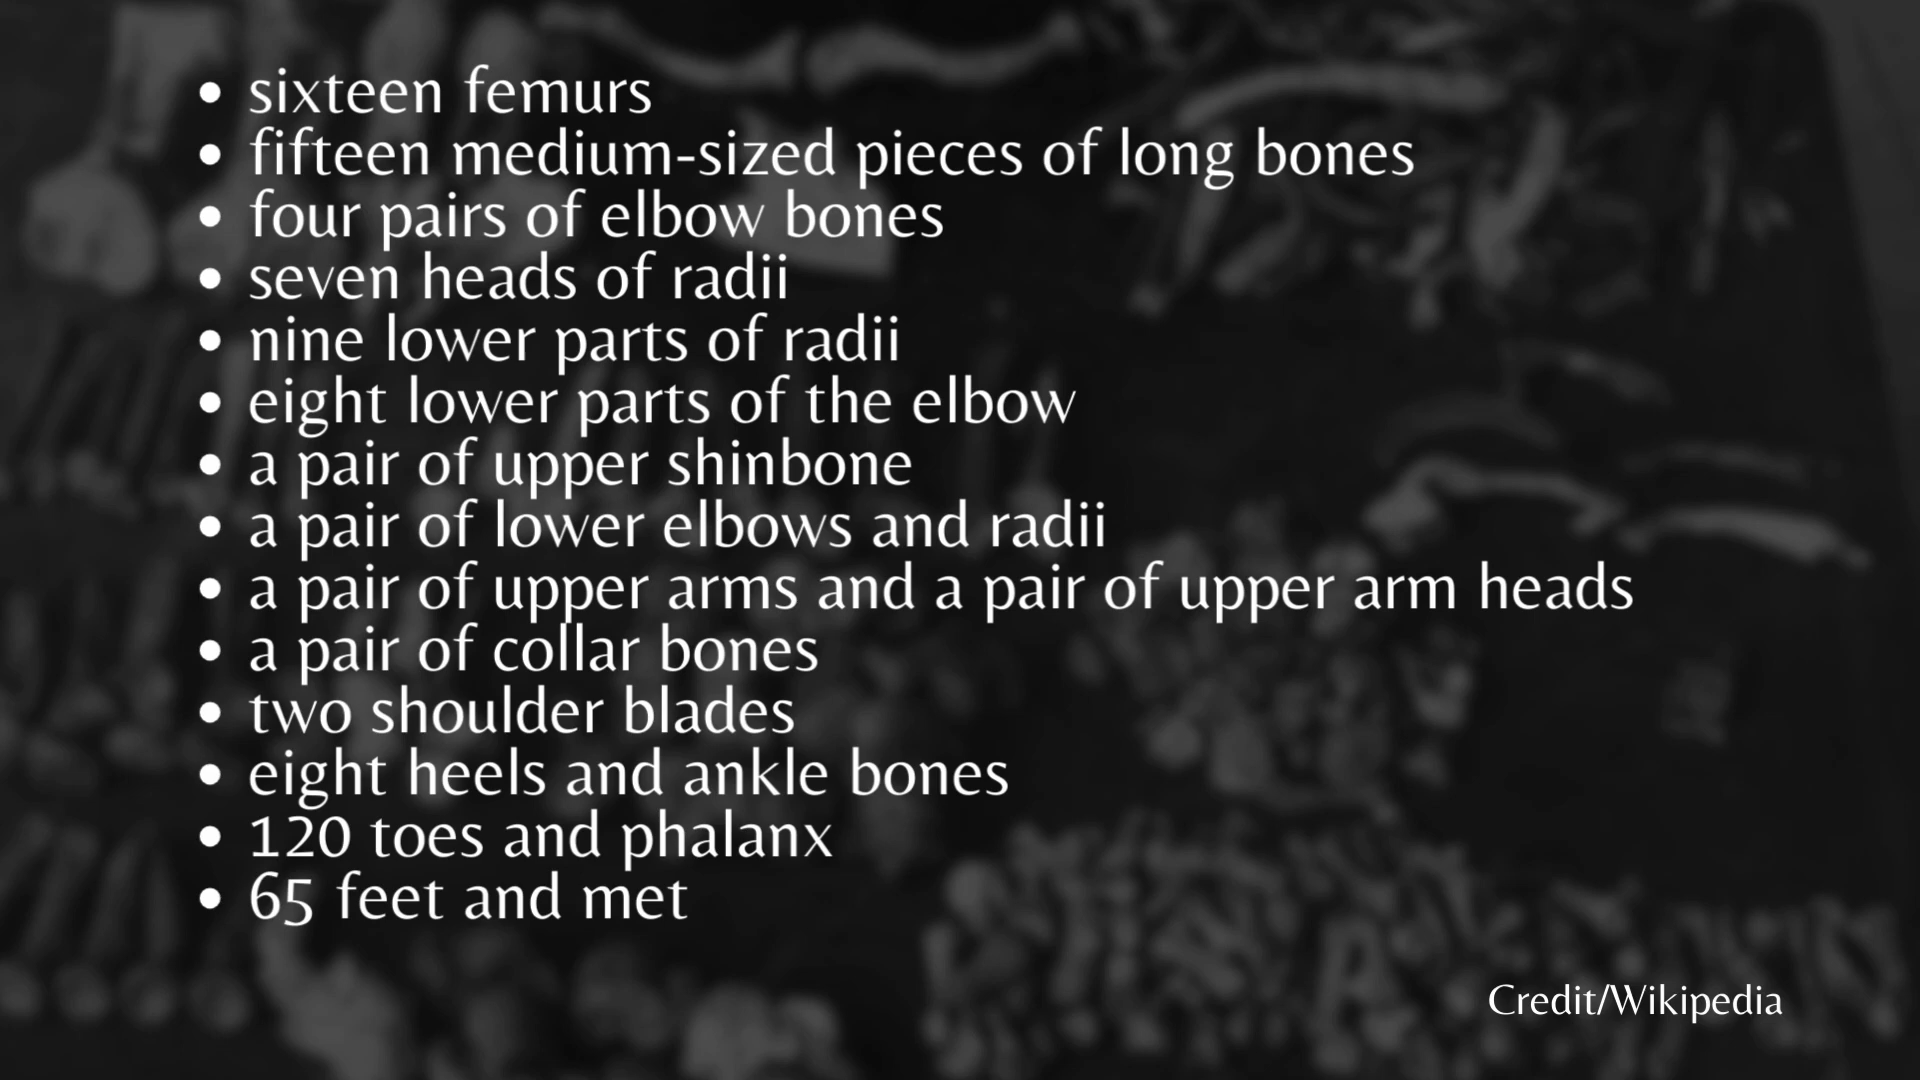 • sixteen femurs
• fifteen medium-sized pieces of long bones
• four pairs of elbow bones
• seven heads of radii
• nine lower parts of radii
• eight lower parts of the elbow
• a pair of upper shinbone
• a pair of lower elbows and radii
• a pair of upper arms and a pair of upper arm heads
• a pair of collar bones
• two shoulder blades
• eight heels and ankle bones
• 120 toes and phalanx
• 65 feet and met
Credit/Wikipedia